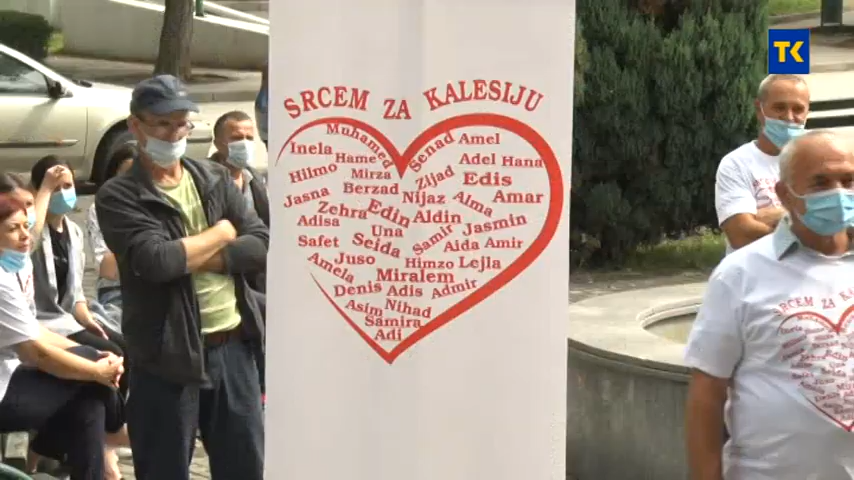 TK
SRCEM ZA KALESIJU
Muhamed Senad Amel
Inela Hame Adel Hana
Hilmo Mirza Zijad Edis
Jasna Berzad Nijaz Alma Amar
Zehra Edin Aldin
Adisa Una Samir Jasmin
Safet Seida Aida Amir
Juso Himzo Lejla
Amela Miralem
Denis Adis Admir
Asim Nihad
Samira
Adi
SRCEM ZA KA